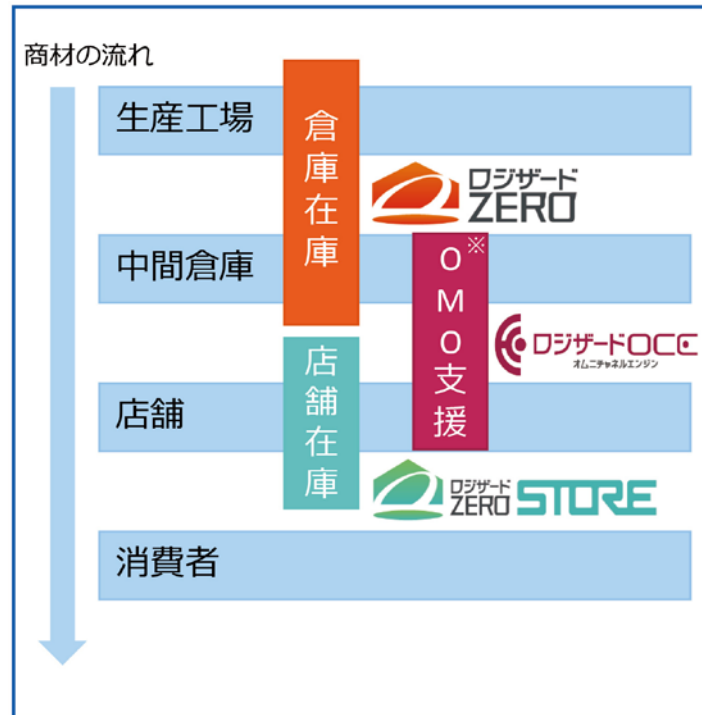 商材の流れ
生産工場
倉庫在庫
ロジザード
ZERO
中間倉庫
OMO支援※
ロジザードOCE
オムニチャネルエンジン
店舗
店舗在庫
ロジザード
ZERO STORE
消費者